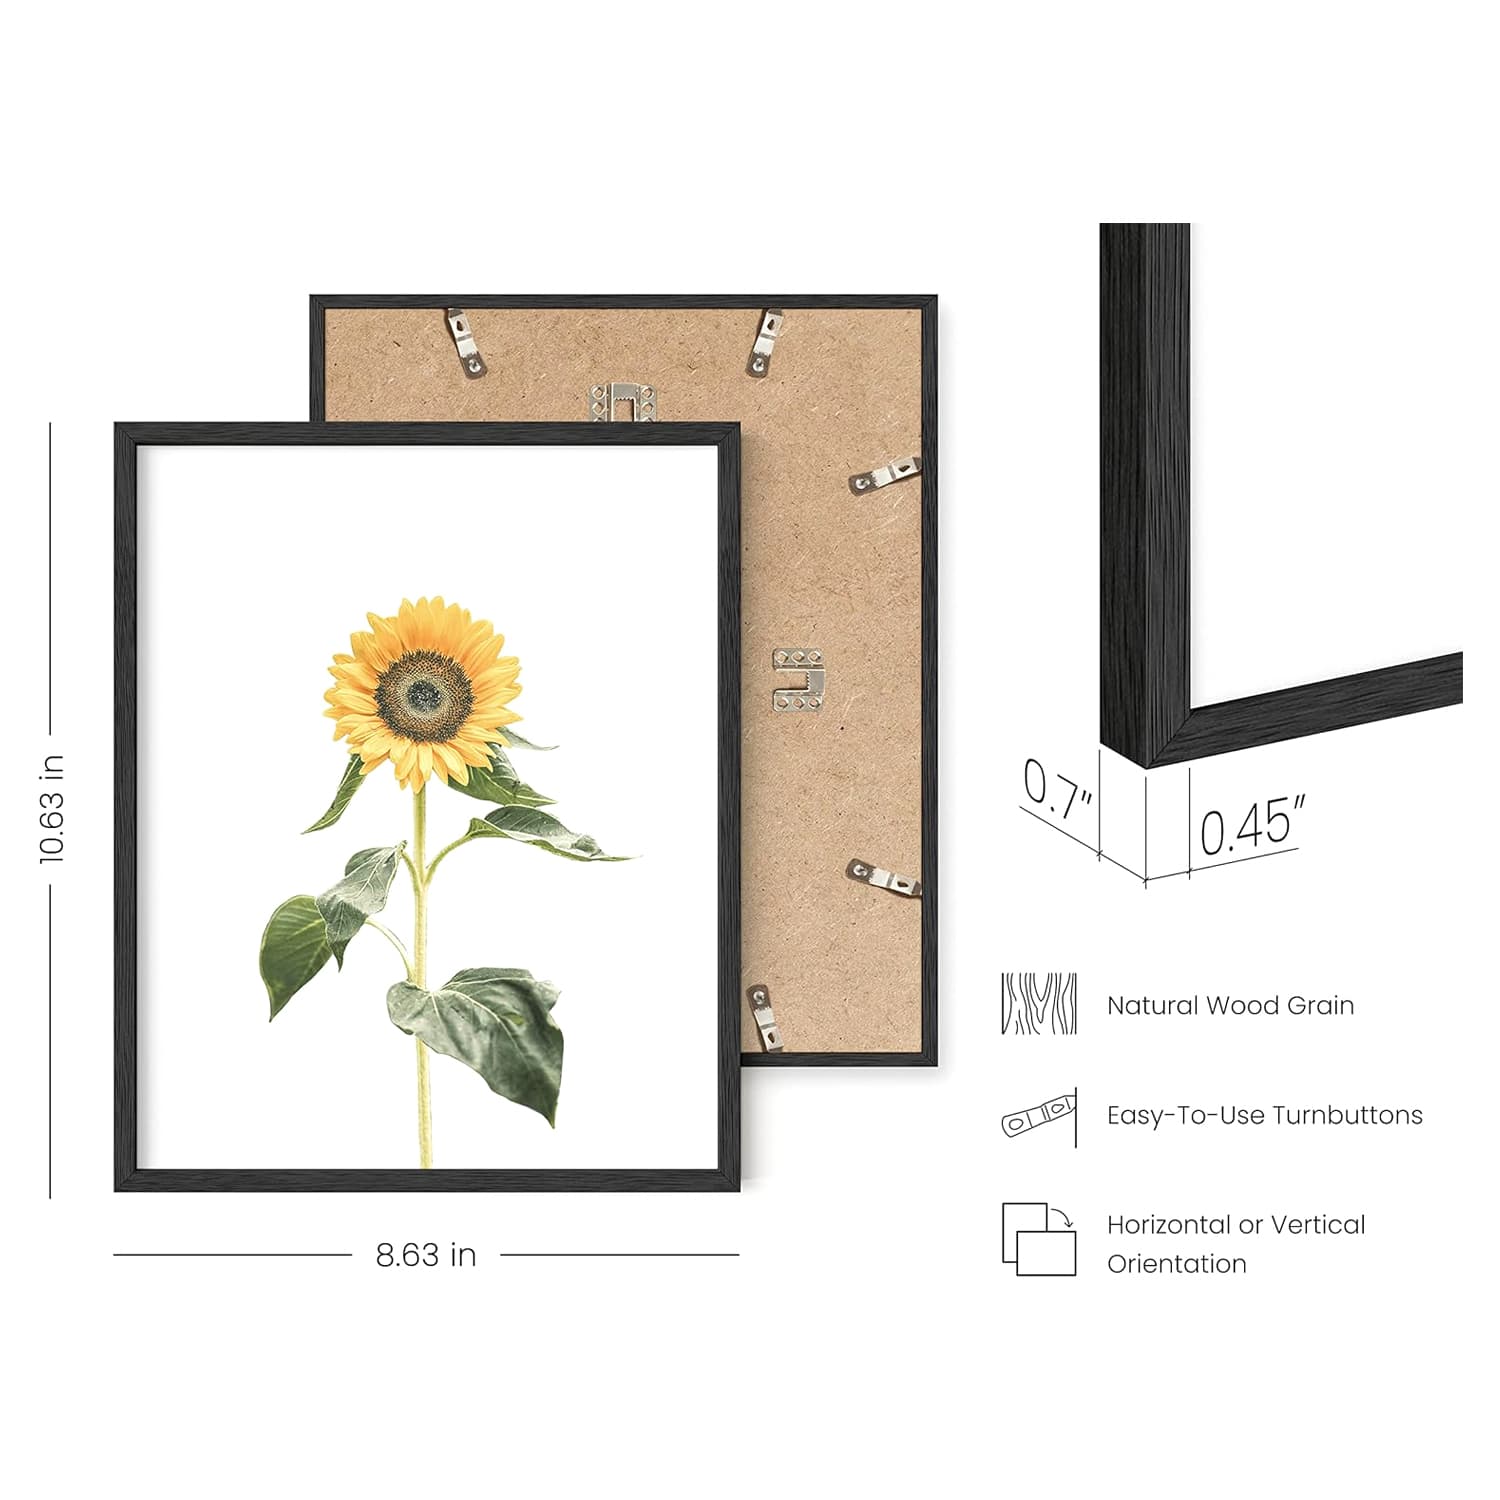 10.63 in
8.63 in
0.7"
0.45"
Natural Wood Grain
Easy-To-Use Turnbuttons
Horizontal or Vertical
Orientation